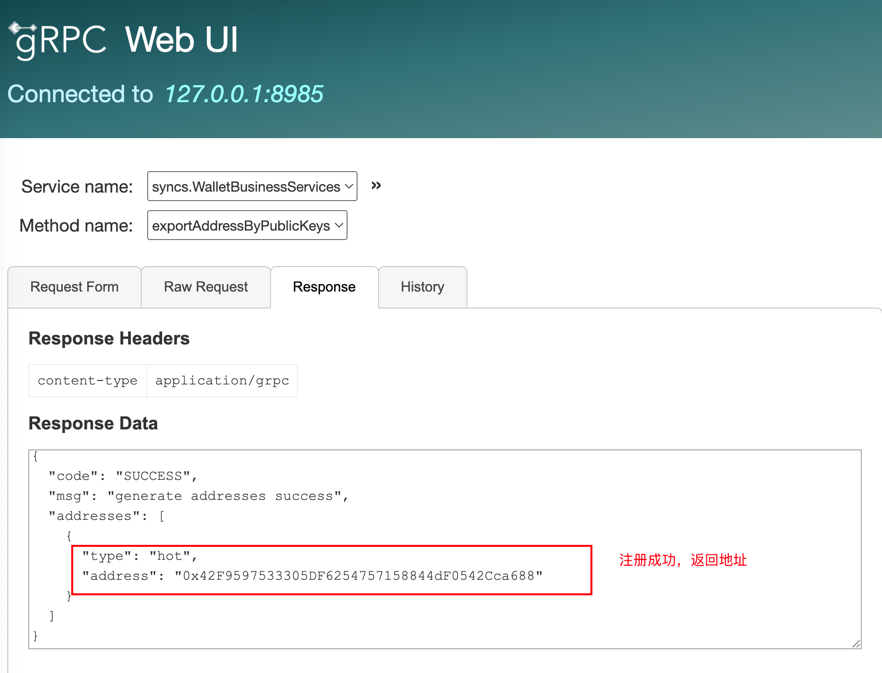 gRPC Web UI
Connected to 127.0.0.1:8985
Service name: syncs.WalletBusinessServices »
Method name: exportAddressByPublicKeys
Request Form Raw Request Response History
Response Headers
content-type application/grpc
Response Data
{
"code": "SUCCESS",
"msg": "generate addresses success",
"addresses": [
{
"type": "hot",
"address": "0x42F9597533305DF6254757158844dF0542Cca688"
注册成功，返回地址
}
]
}